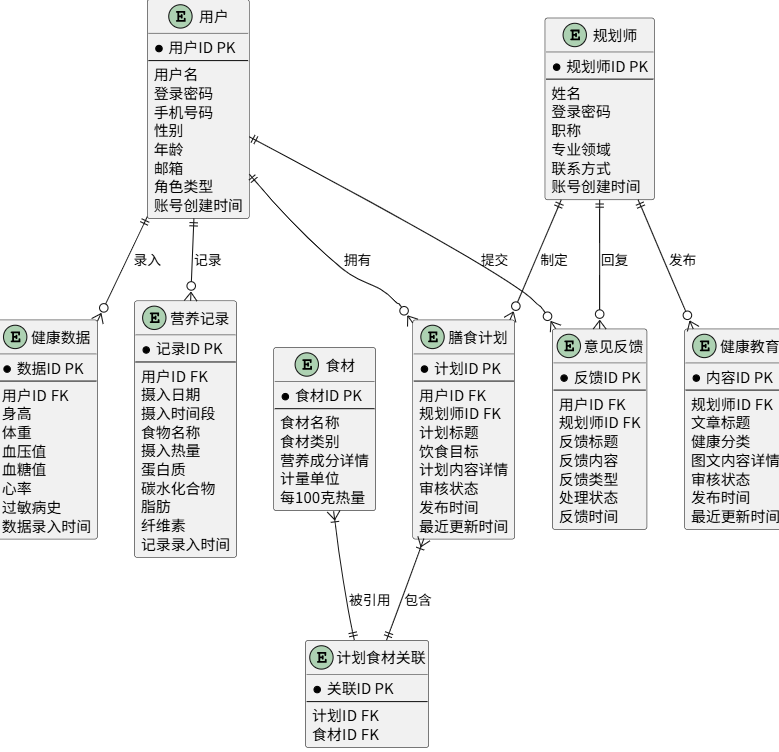 E 用户
用户ID PK
用户名
登录密码
手机号码
性别
年龄
邮箱
角色类型
账号创建时间
E 规划师
规划师ID PK
姓名
登录密码
职称
专业领域
联系方式
账号创建时间
录入
记录
拥有
提交
制定
回复
发布
E 健康数据
数据ID PK
用户ID FK
身高
体重
血压值
血糖值
心率
过敏病史
数据录入时间
E 营养记录
记录ID PK
用户ID FK
摄入日期
摄入时间段
食物名称
摄入热量
蛋白质
碳水化合物
脂肪
纤维素
记录录入时间
E 食材
食材ID PK
食材名称
食材类别
营养成分详情
计量单位
每100克热量
E 膳食计划
计划ID PK
用户ID FK
规划师ID FK
计划标题
饮食目标
计划内容详情
审核状态
发布时间
最近更新时间
E 意见反馈
反馈ID PK
用户ID FK
规划师ID FK
反馈标题
反馈内容
反馈类型
处理状态
反馈时间
E 健康教育
内容ID PK
规划师ID FK
文章标题
健康分类
图文内容详情
审核状态
发布时间
最近更新时间
被引用
包含
E 计划食材关联
关联ID PK
计划ID FK
食材ID FK